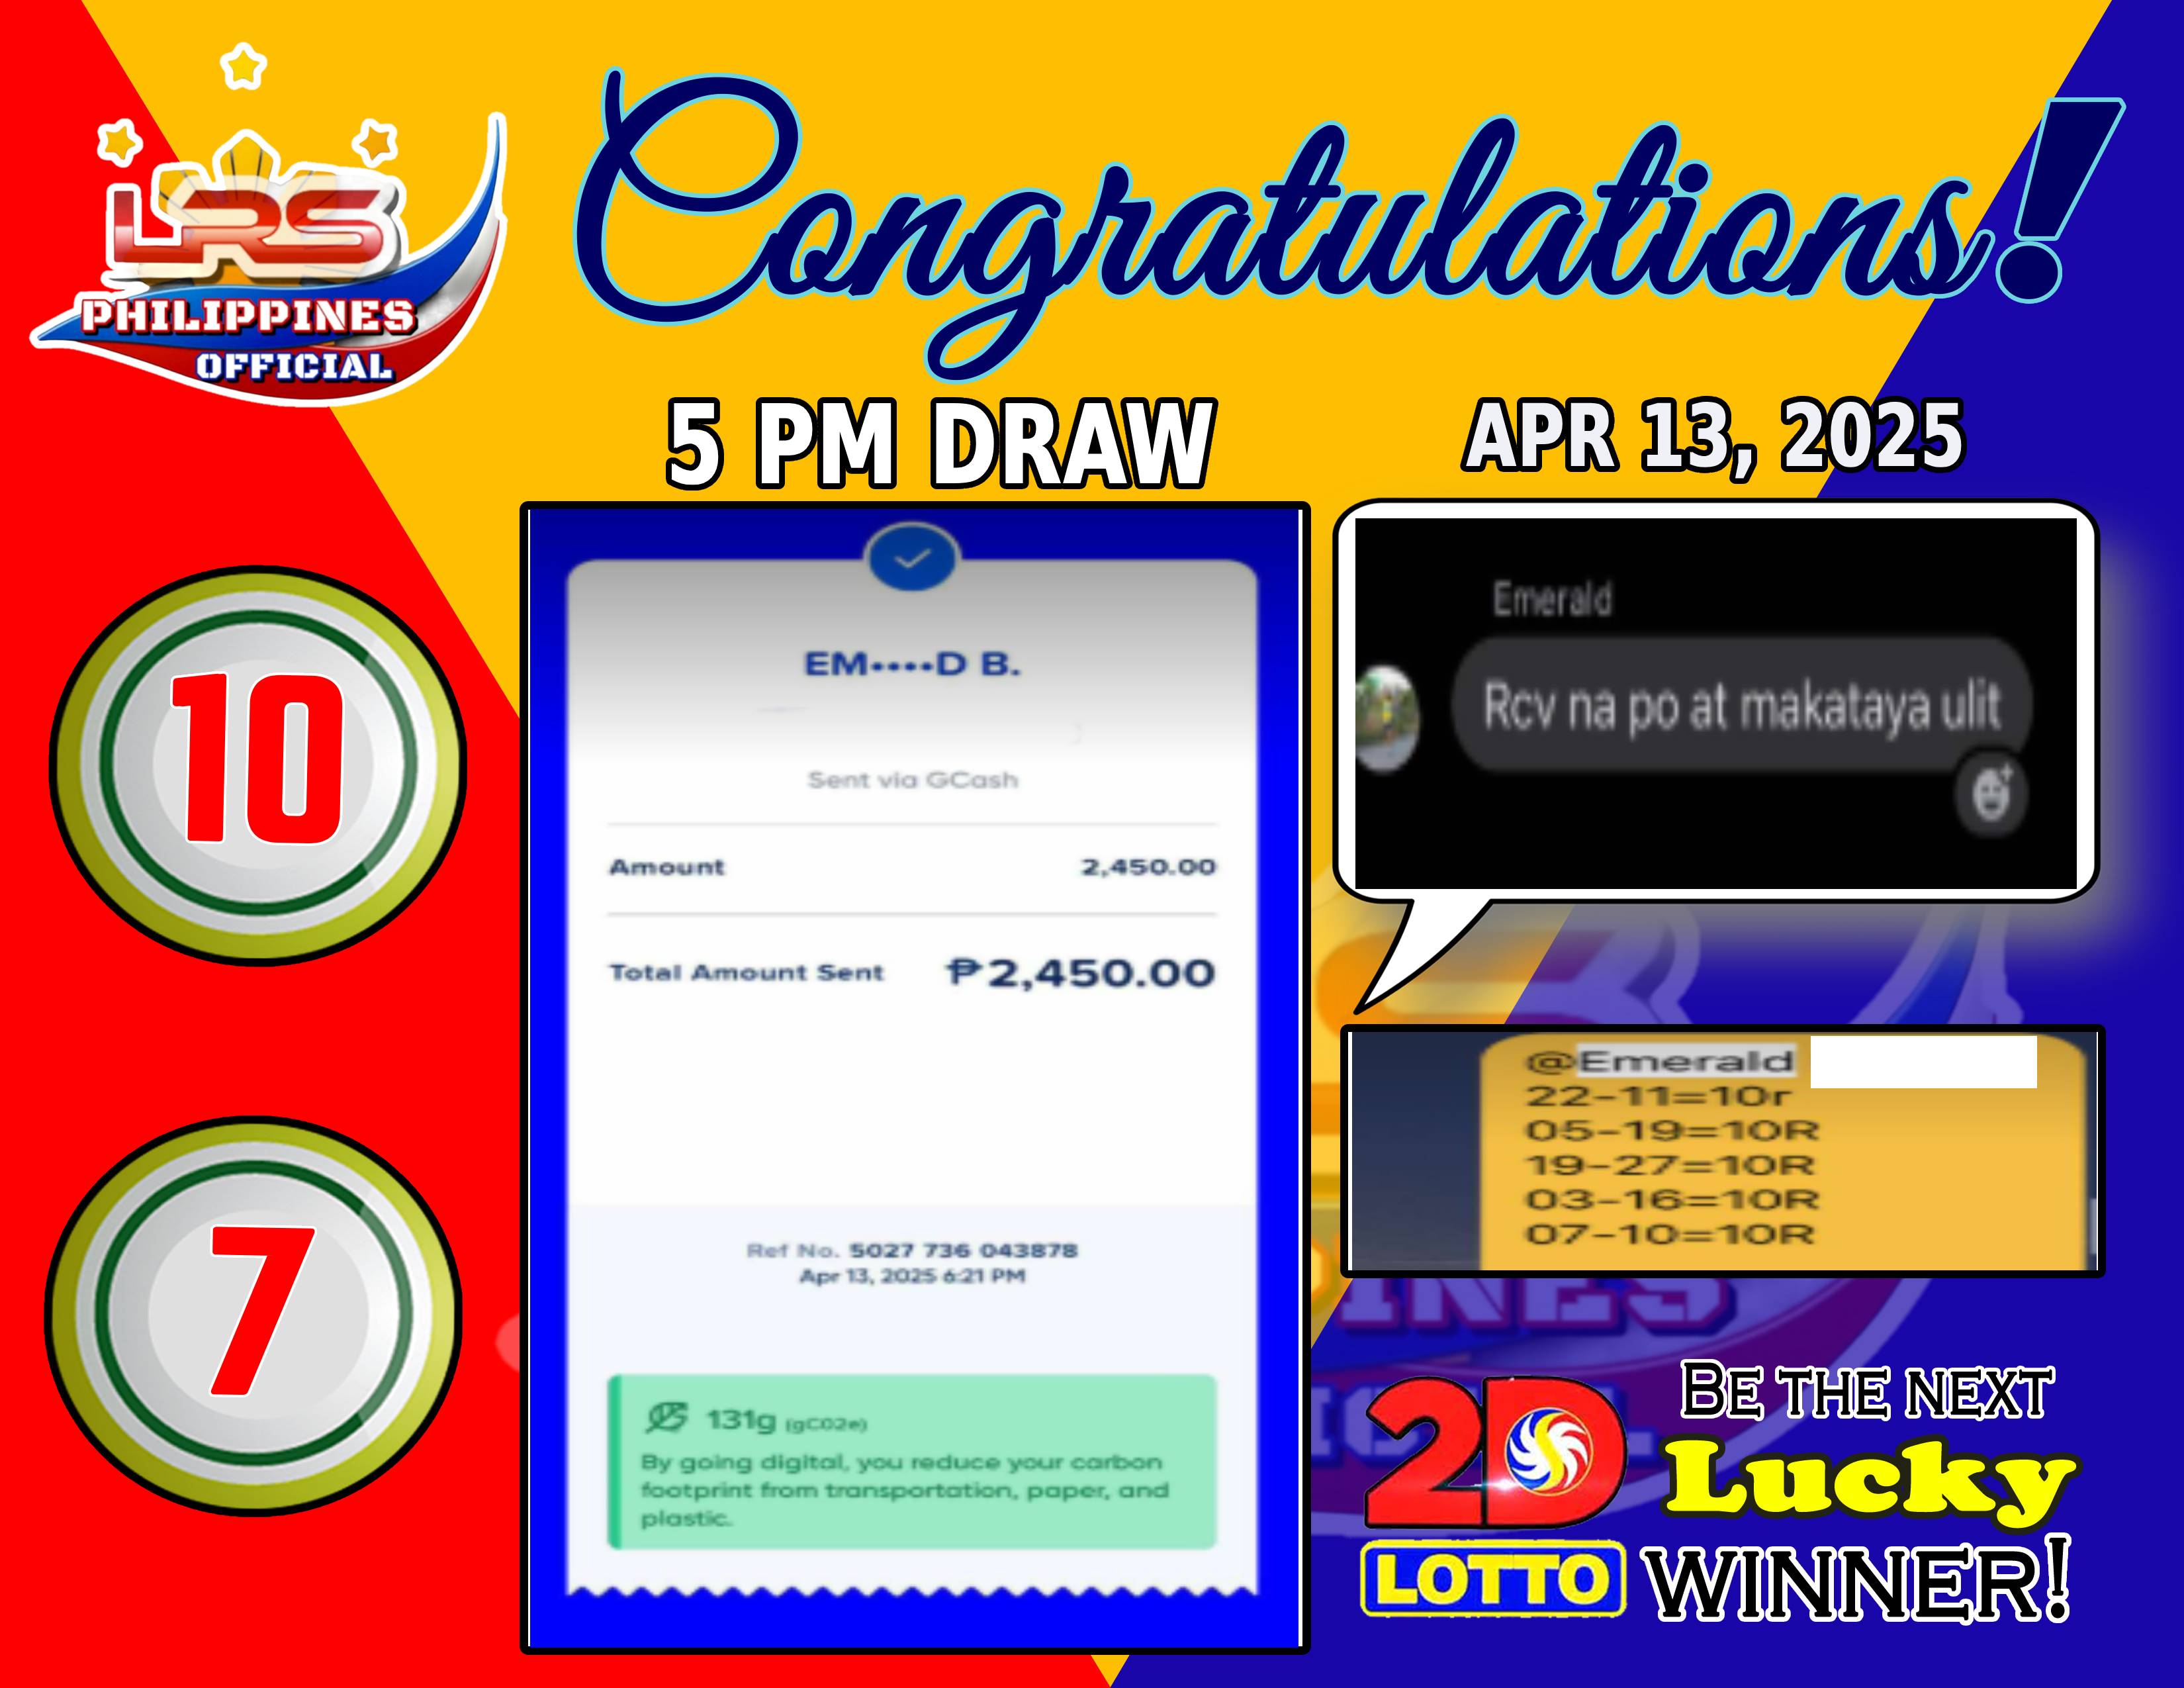 LRS
PHILIPPINES
OFFICIAL
Congratulations!
5 PM DRAW
APR 13, 2025
10
7
EM••••D B.
Sent via GCash
Amount 2,450.00
Total Amount Sent ₱2,450.00
Ref No. 5027 736 043878
Apr 13, 2025 6:21 PM
131g (gC02e)
By going digital, you reduce your carbon
footprint from transportation, paper, and
plastic.
Emerald
Rcv na po at makataya ulit
@Emerald
22-11=10r
05-19=10R
19-27=10R
03-16=10R
07-10=10R
2D
LOTTO
BE THE NEXT
Lucky
WINNER!